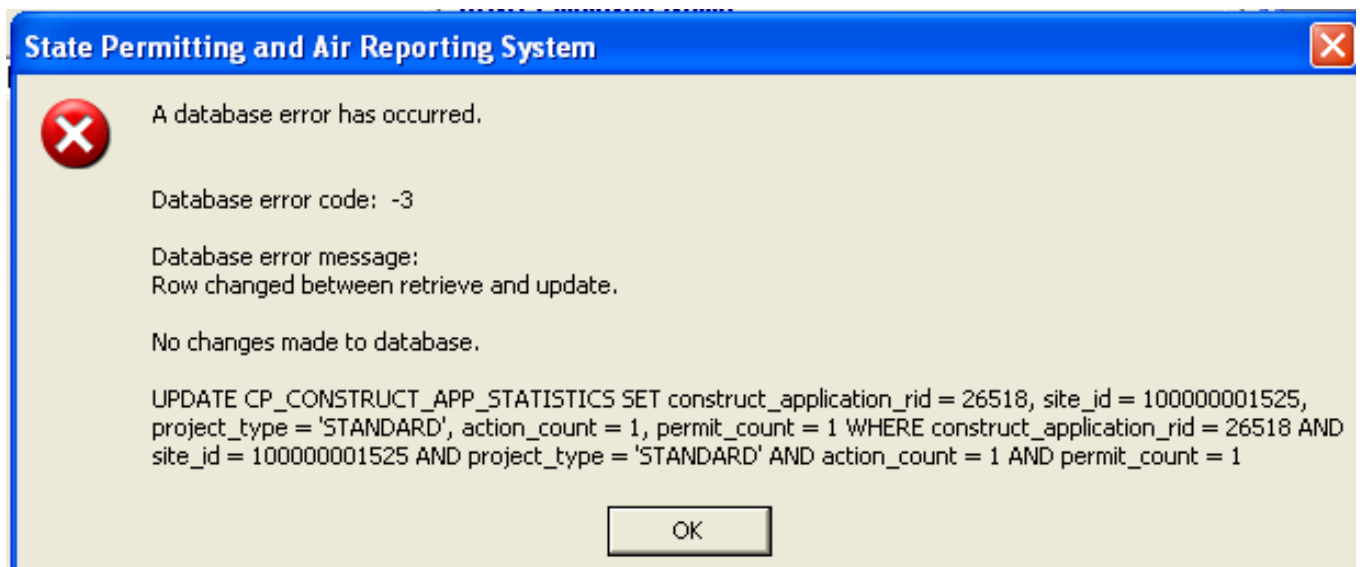 State Permitting and Air Reporting System
A database error has occurred.
Database error code: -3
Database error message:
Row changed between retrieve and update.
No changes made to database.
UPDATE CP_CONSTRUCT_APP_STATISTICS SET construct_application_rid = 26518, site_id = 100000001525,
project_type = 'STANDARD', action_count = 1, permit_count = 1 WHERE construct_application_rid = 26518 AND
site_id = 100000001525 AND project_type = 'STANDARD' AND action_count = 1 AND permit_count = 1
OK